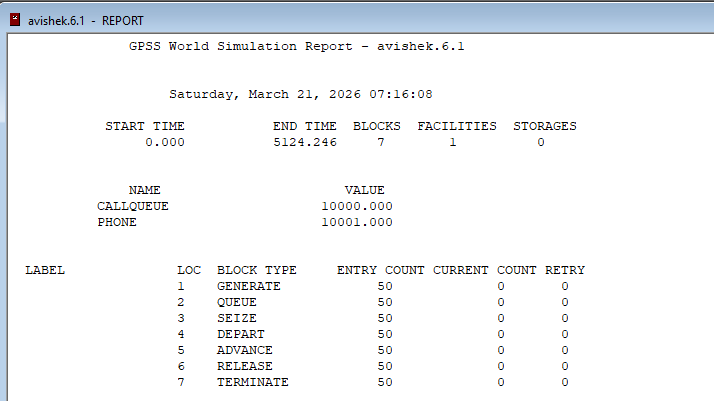 avishek.6.1 - REPORT
GPSS World Simulation Report - avishek.6.1
Saturday, March 21, 2026 07:16:08
START TIME END TIME BLOCKS FACILITIES STORAGES
0.000 5124.246 7 1 0
NAME VALUE
CALLQUEUE 10000.000
PHONE 10001.000
LABEL LOC BLOCK TYPE ENTRY COUNT CURRENT COUNT RETRY
1 GENERATE 50 0 0
2 QUEUE 50 0 0
3 SEIZE 50 0 0
4 DEPART 50 0 0
5 ADVANCE 50 0 0
6 RELEASE 50 0 0
7 TERMINATE 50 0 0